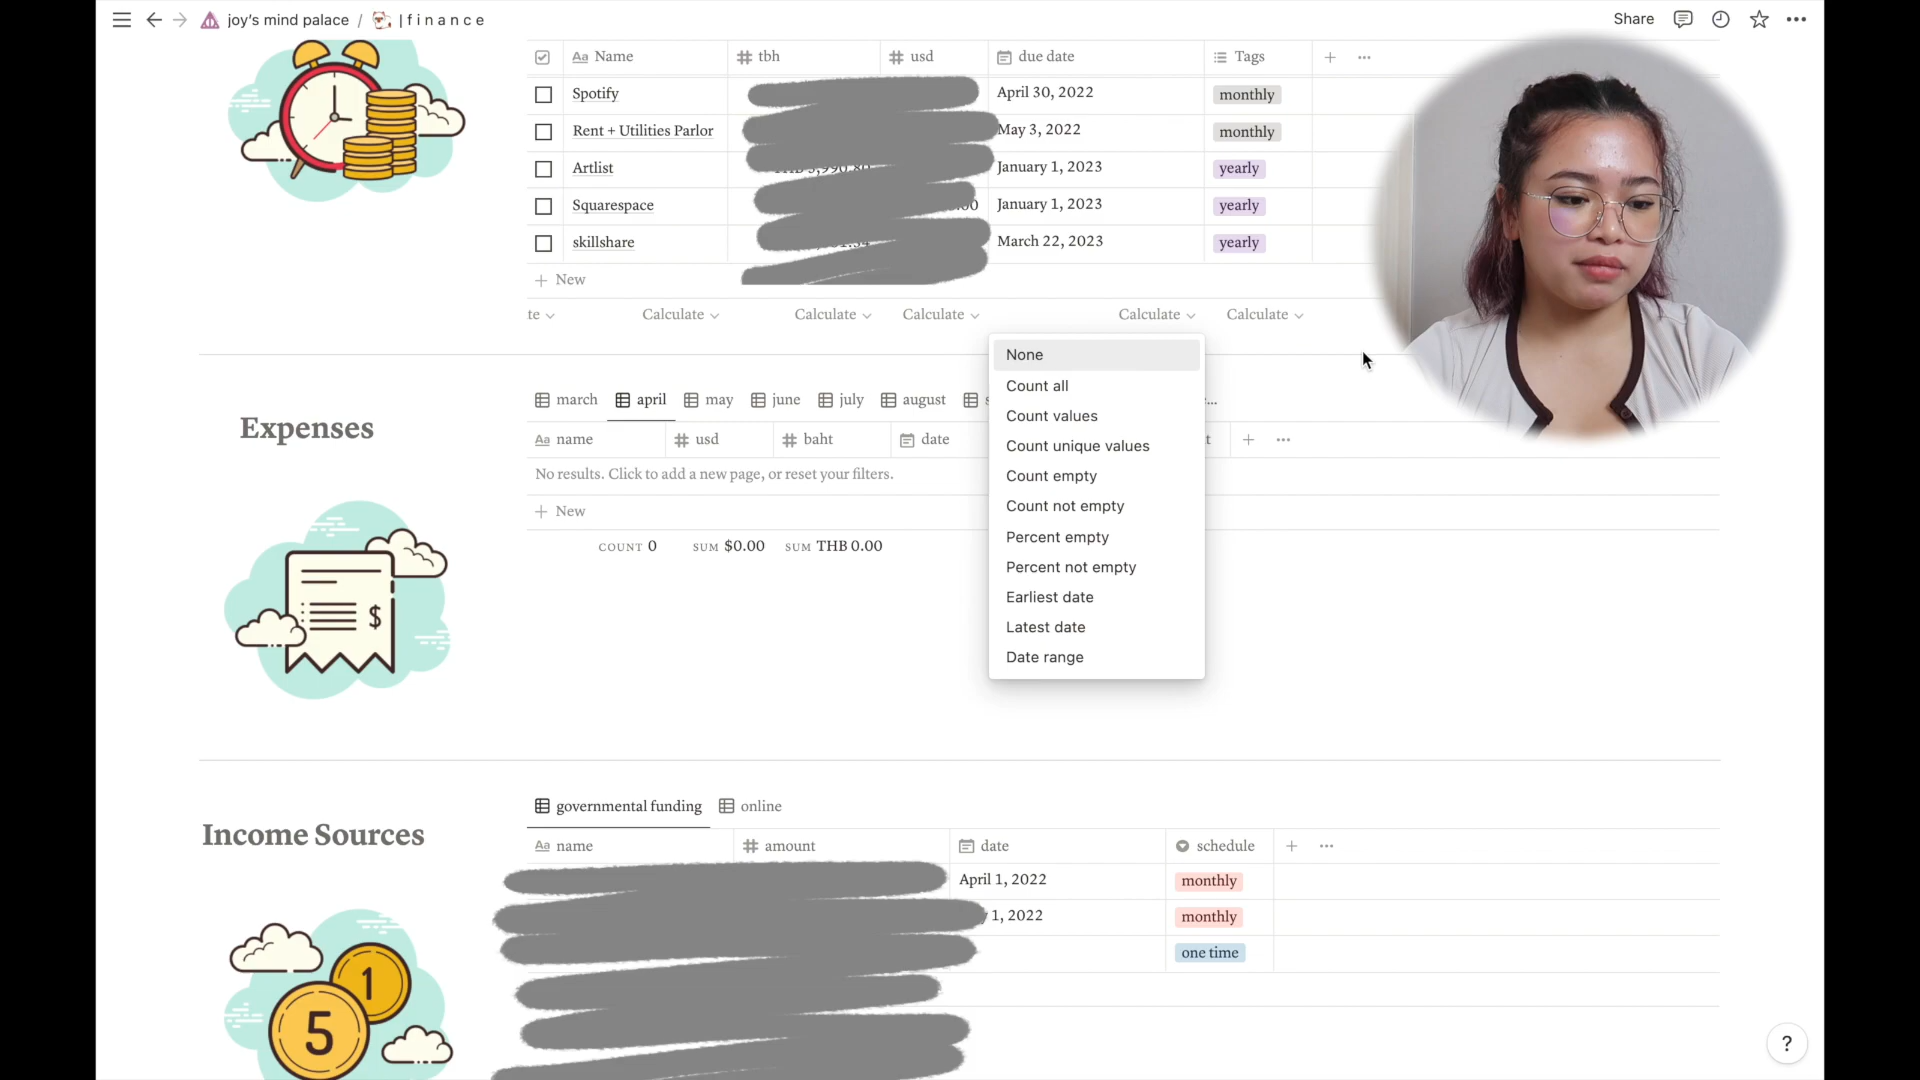 joy's mind palace / | f i n a n c e
Share
Name tbh usd due date Tags
Spotify April 30, 2022 monthly
Rent + Utilities Parlor May 3, 2022 monthly
Artlist January 1, 2023 yearly
Squarespace January 1, 2023 yearly
skillshare March 22, 2023 yearly
+ New
te Calculate Calculate Calculate Calculate Calculate
None
Count all
Count values
Count unique values
Count empty
Count not empty
Percent empty
Percent not empty
Earliest date
Latest date
Date range
Expenses
march april may june july august s ...
Aa name # usd # baht date t + ...
No results. Click to add a new page, or reset your filters.
+ New
COUNT 0 SUM $0.00 SUM THB 0.00
$
Income Sources
governmental funding online
Aa name # amount date schedule + ...
April 1, 2022 monthly
1, 2022 monthly
one time
1
5
?